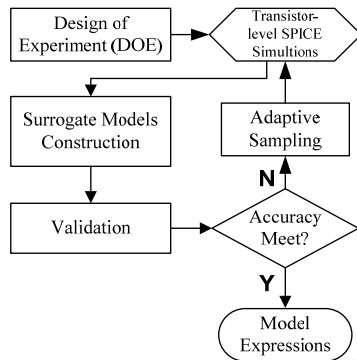 Design of
Experiment (DOE)
Transistor-
level SPICE
Simultions
Surrogate Models
Construction
Adaptive
Sampling
N
Validation
Accuracy
Meet?
Y
Model
Expressions